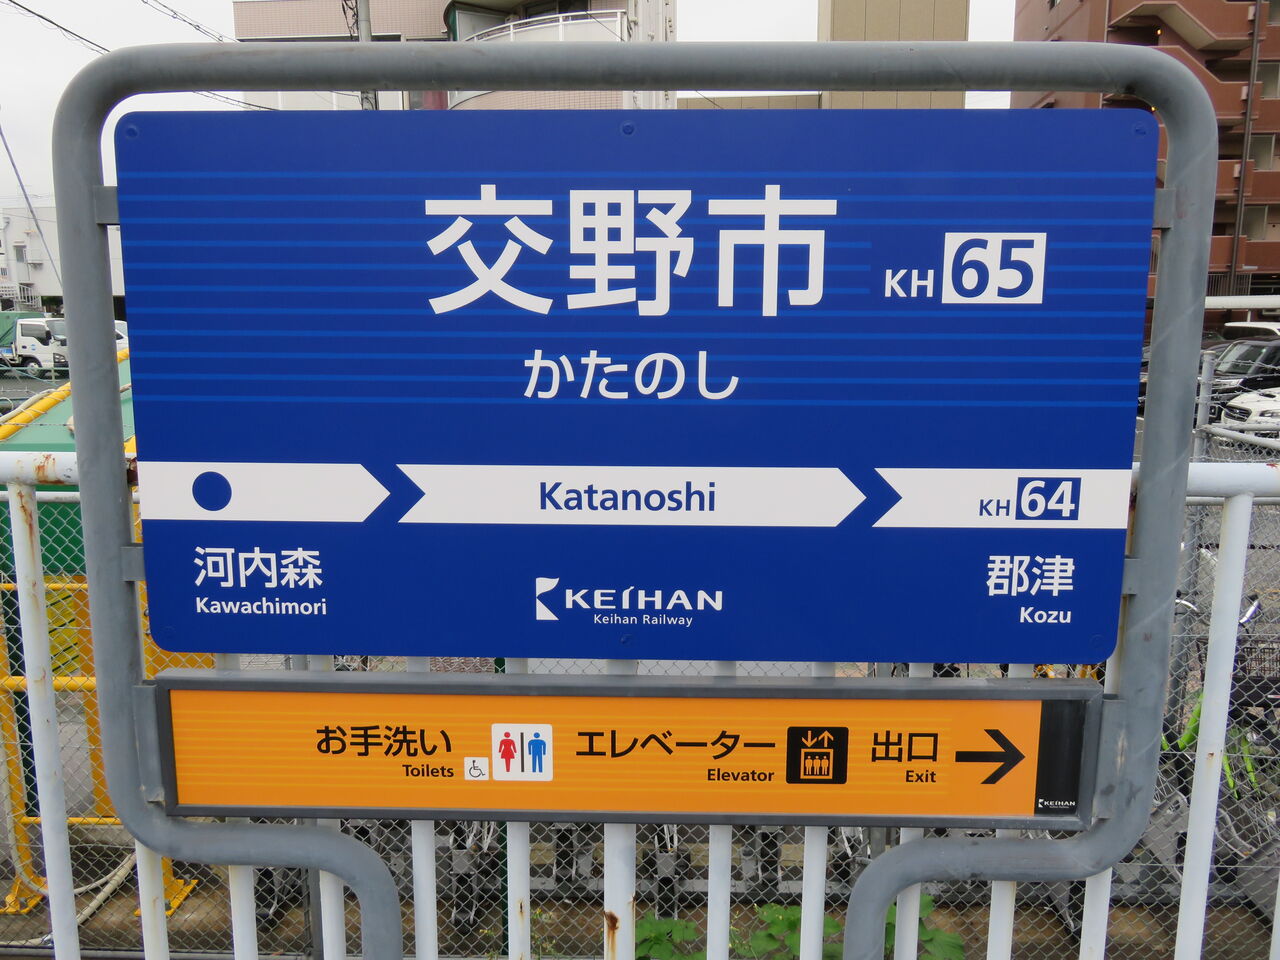 交野市
KH 65
かたのし
Katanoshi
KH 64
河内森
Kawachimori
郡津
Kozu
KEIHAN
Keihan Railway
お手洗い
Toilets
エレベーター
Elevator
出口
Exit
KEIHAN